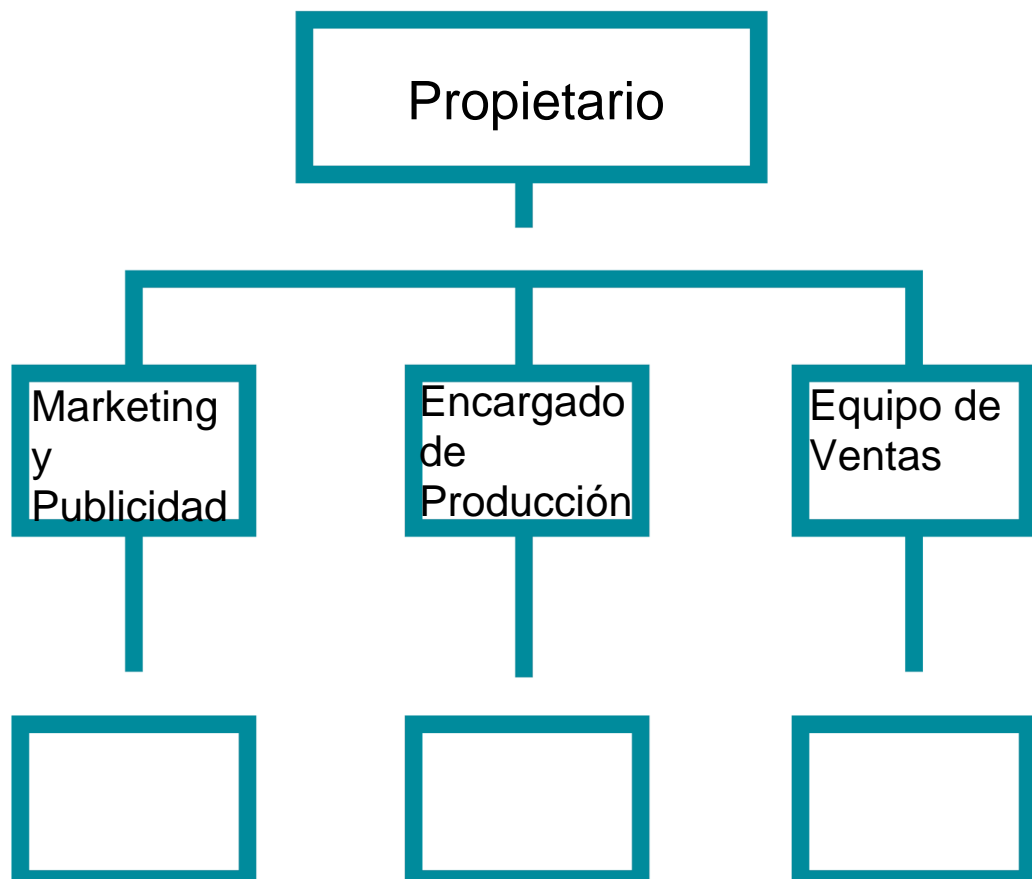 Propietario
Marketing
y
Publicidad
Encargado
de
Producción
Equipo de
Ventas